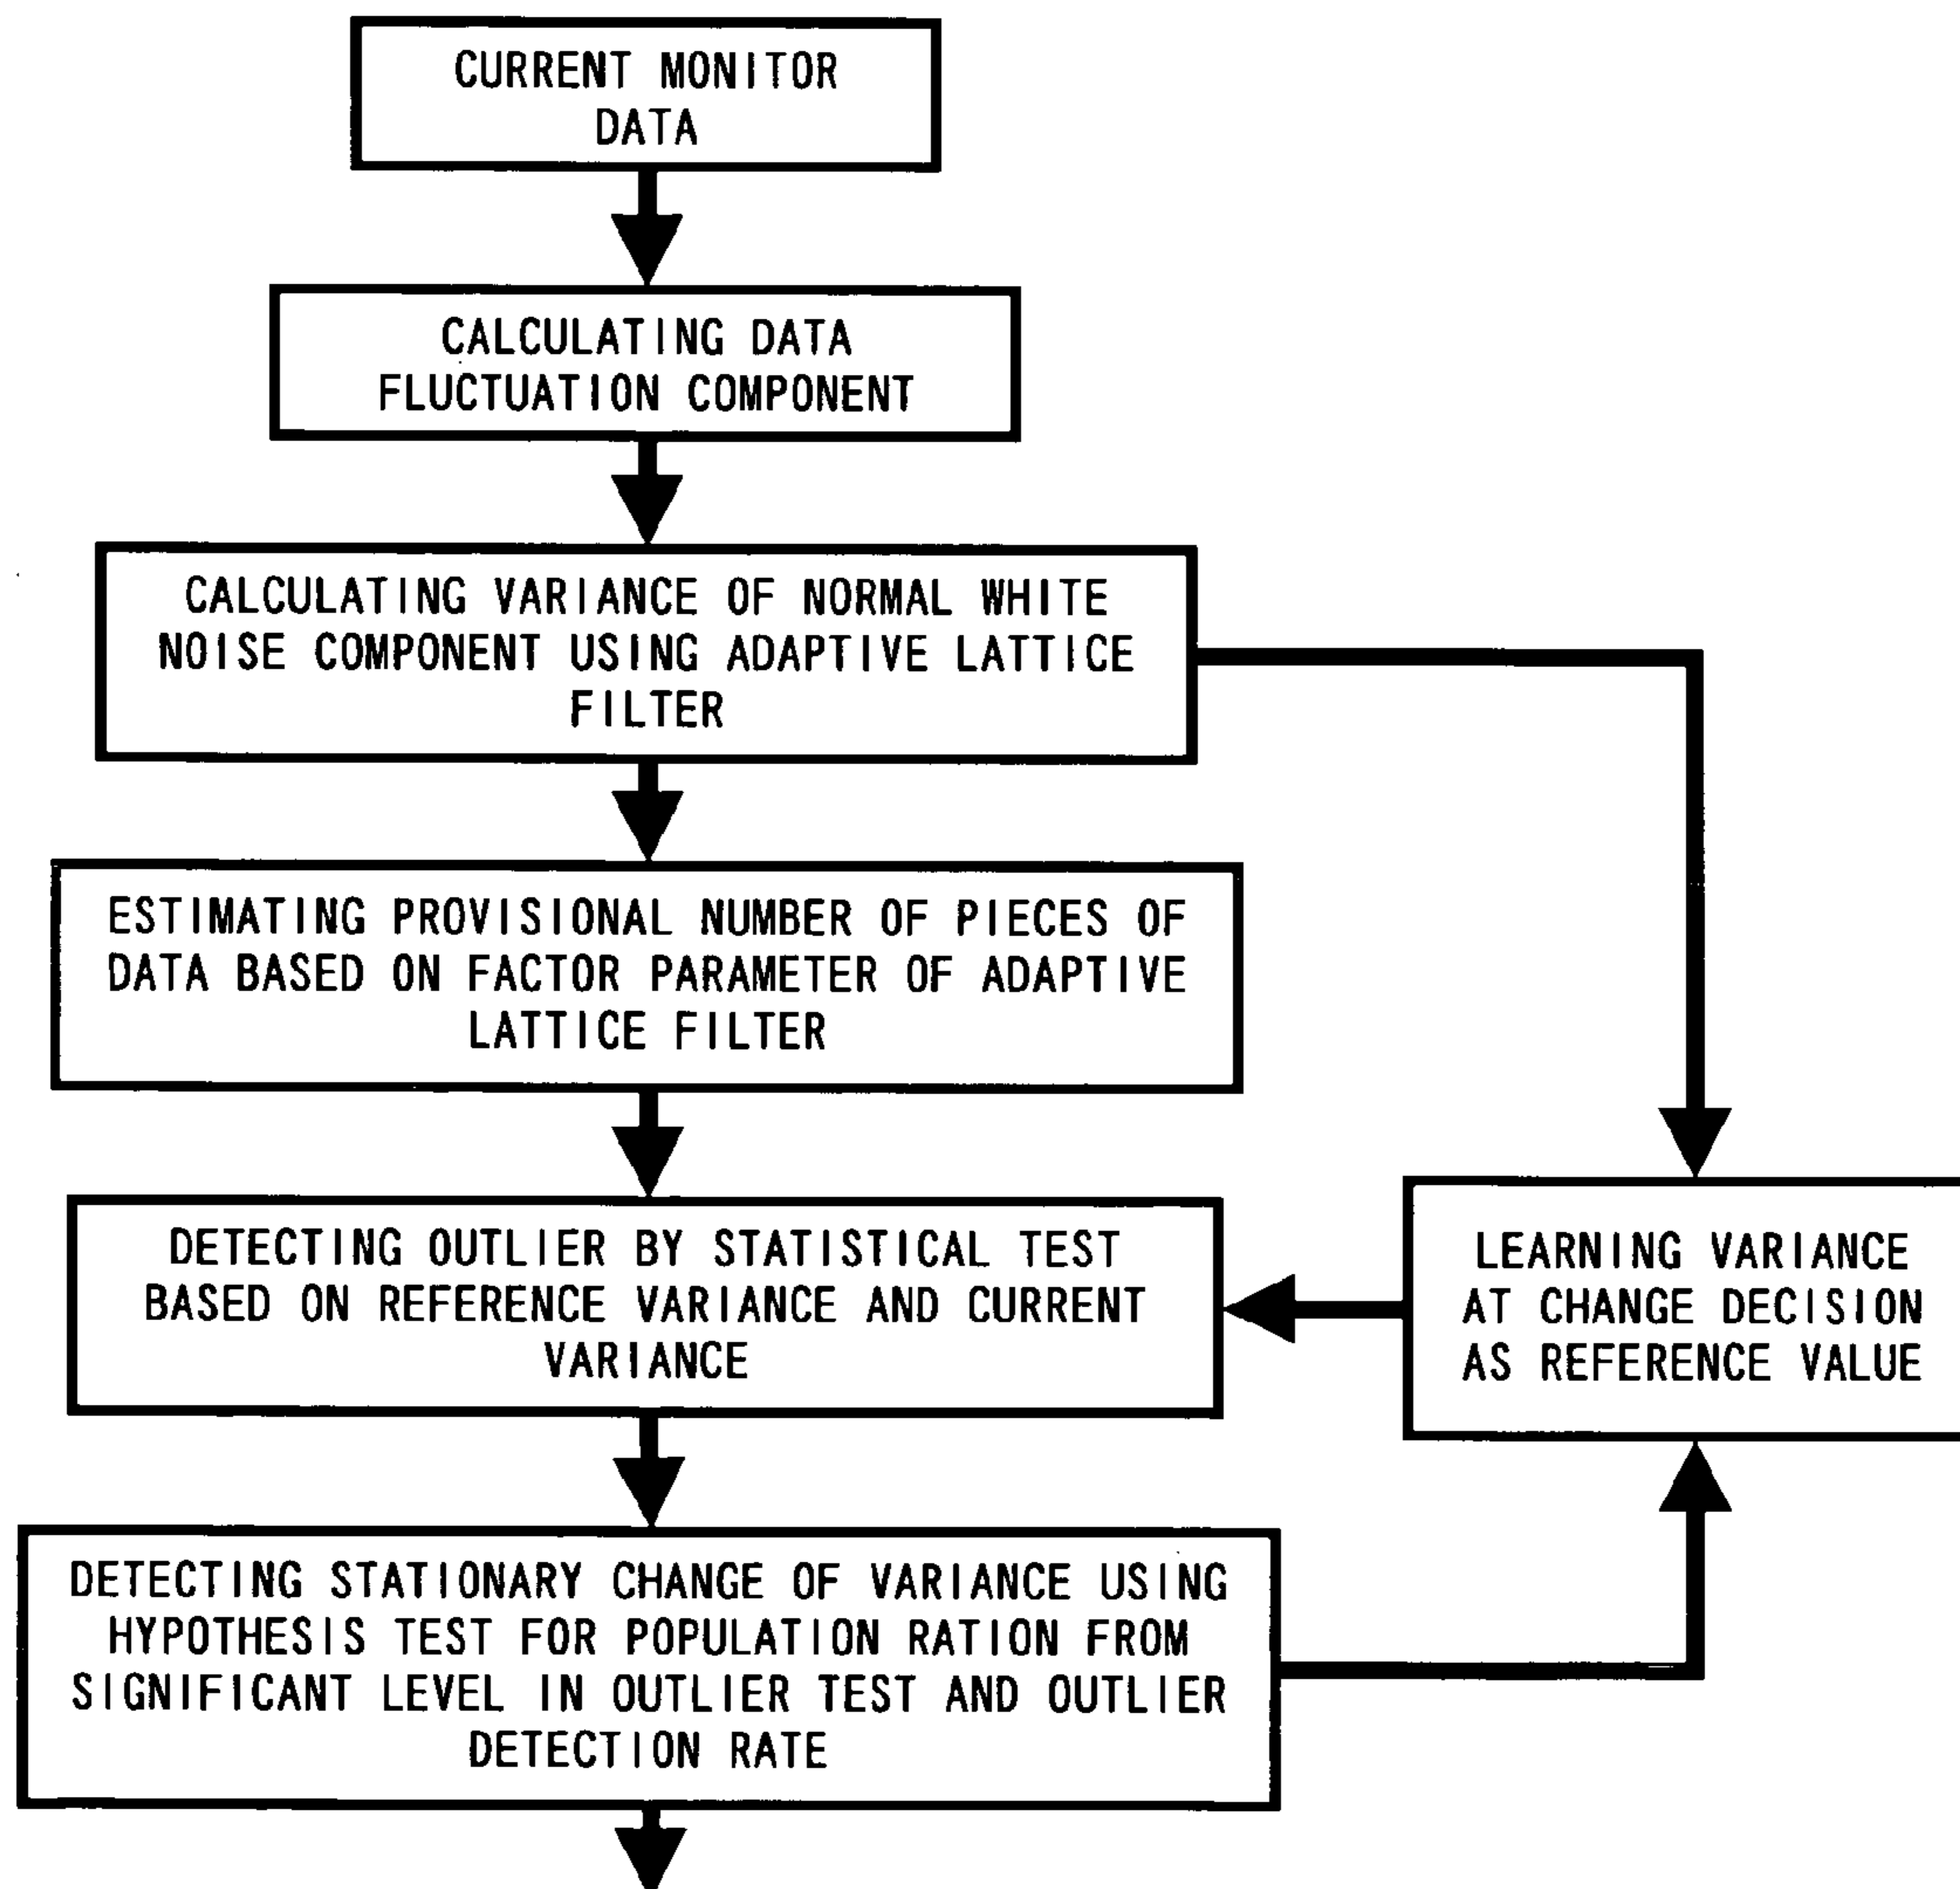 CURRENT MONITOR
DATA
CALCULATING DATA
FLUCTUATION COMPONENT
CALCULATING VARIANCE OF NORMAL WHITE
NOISE COMPONENT USING ADAPTIVE LATTICE
FILTER
ESTIMATING PROVISIONAL NUMBER OF PIECES OF
DATA BASED ON FACTOR PARAMETER OF ADAPTIVE
LATTICE FILTER
DETECTING OUTLIER BY STATISTICAL TEST
BASED ON REFERENCE VARIANCE AND CURRENT
VARIANCE
LEARNING VARIANCE
AT CHANGE DECISION
AS REFERENCE VALUE
DETECTING STATIONARY CHANGE OF VARIANCE USING
HYPOTHESIS TEST FOR POPULATION RATION FROM
SIGNIFICANT LEVEL IN OUTLIER TEST AND OUTLIER
DETECTION RATE